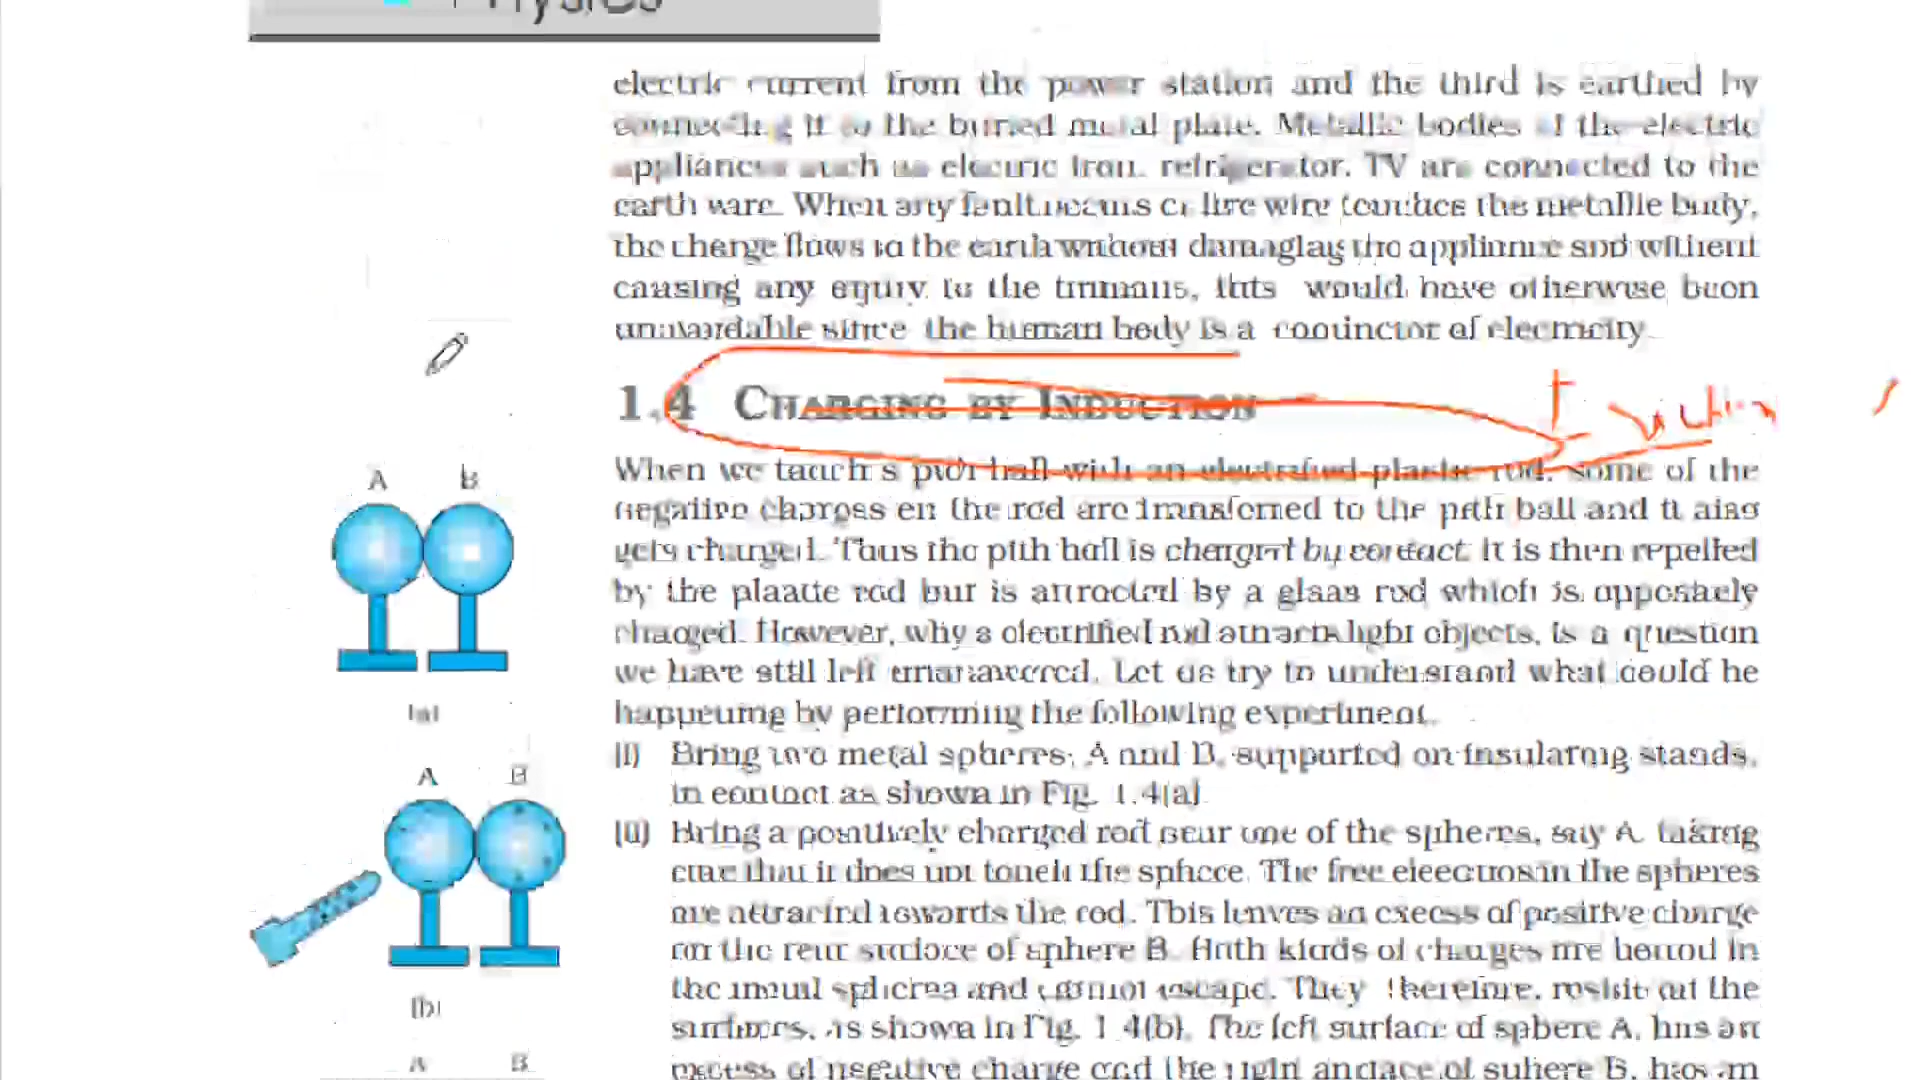 Physics
electric current from the power station and the third is earthed by
connecting it to the buried metal plate. Metallic bodies of the electric
appliances such as electric iron, refrigerator, TV are connected to the
earth wire. When any fault occurs or live wire touches the metallic body,
the charge flows to the earth without damaging the appliance and without
causing any injury to the humans, this would have otherwise been
unavoidable since the human body is a conductor of electricity.
1.4 CHARGING BY INDUCTION
When we touch a pith ball with an electrified plastic rod, some of the
negative charges on the rod are transferred to the pith ball and it also
gets charged. Thus the pith ball is charged by contact. It is then repelled
by the plastic rod but is attracted by a glass rod which is oppositely
charged. However, why a electrified rod attracts light objects, is a question
we have still left unanswered. Let us try to understand what could be
happening by performing the following experiment.
(i) Bring two metal spheres, A and B, supported on insulating stands,
in contact as shown in Fig. 1.4(a)
(ii) Bring a positively charged rod near one of the spheres, say A, taking
care that it does not touch the sphere. The free electrons in the spheres
are attracted towards the rod. This leaves an excess of positive charge
on the rear surface of sphere B. Both kinds of charges are bound in
the metal spheres and cannot escape. They therefore, reside on the
surfaces, as shown in Fig. 1.4(b). The left surface of sphere A, has an
excess of negative charge and the right surface of sphere B, has an
A B
(a)
A B
(b)
A B